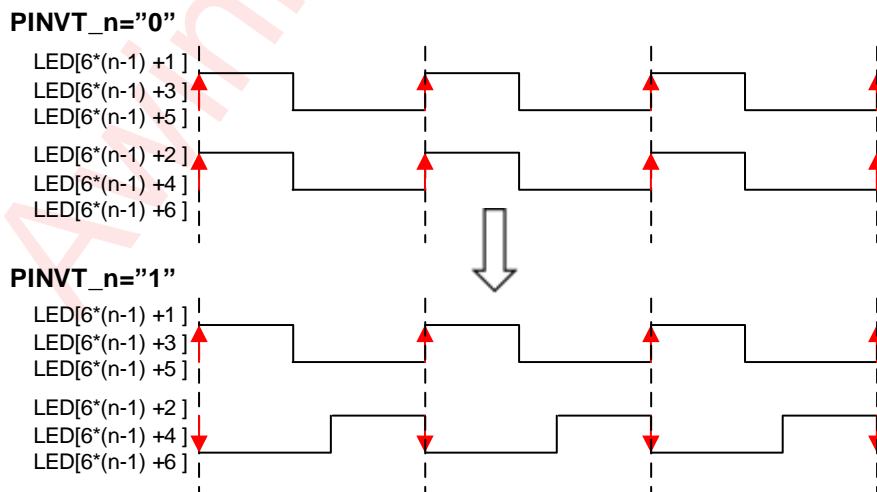 PINVT_n=”0”
LED[6*(n-1) +1 ]
LED[6*(n-1) +3 ]
LED[6*(n-1) +5 ]
LED[6*(n-1) +2 ]
LED[6*(n-1) +4 ]
LED[6*(n-1) +6 ]
PINVT_n=”1”
LED[6*(n-1) +1 ]
LED[6*(n-1) +3 ]
LED[6*(n-1) +5 ]
LED[6*(n-1) +2 ]
LED[6*(n-1) +4 ]
LED[6*(n-1) +6 ]